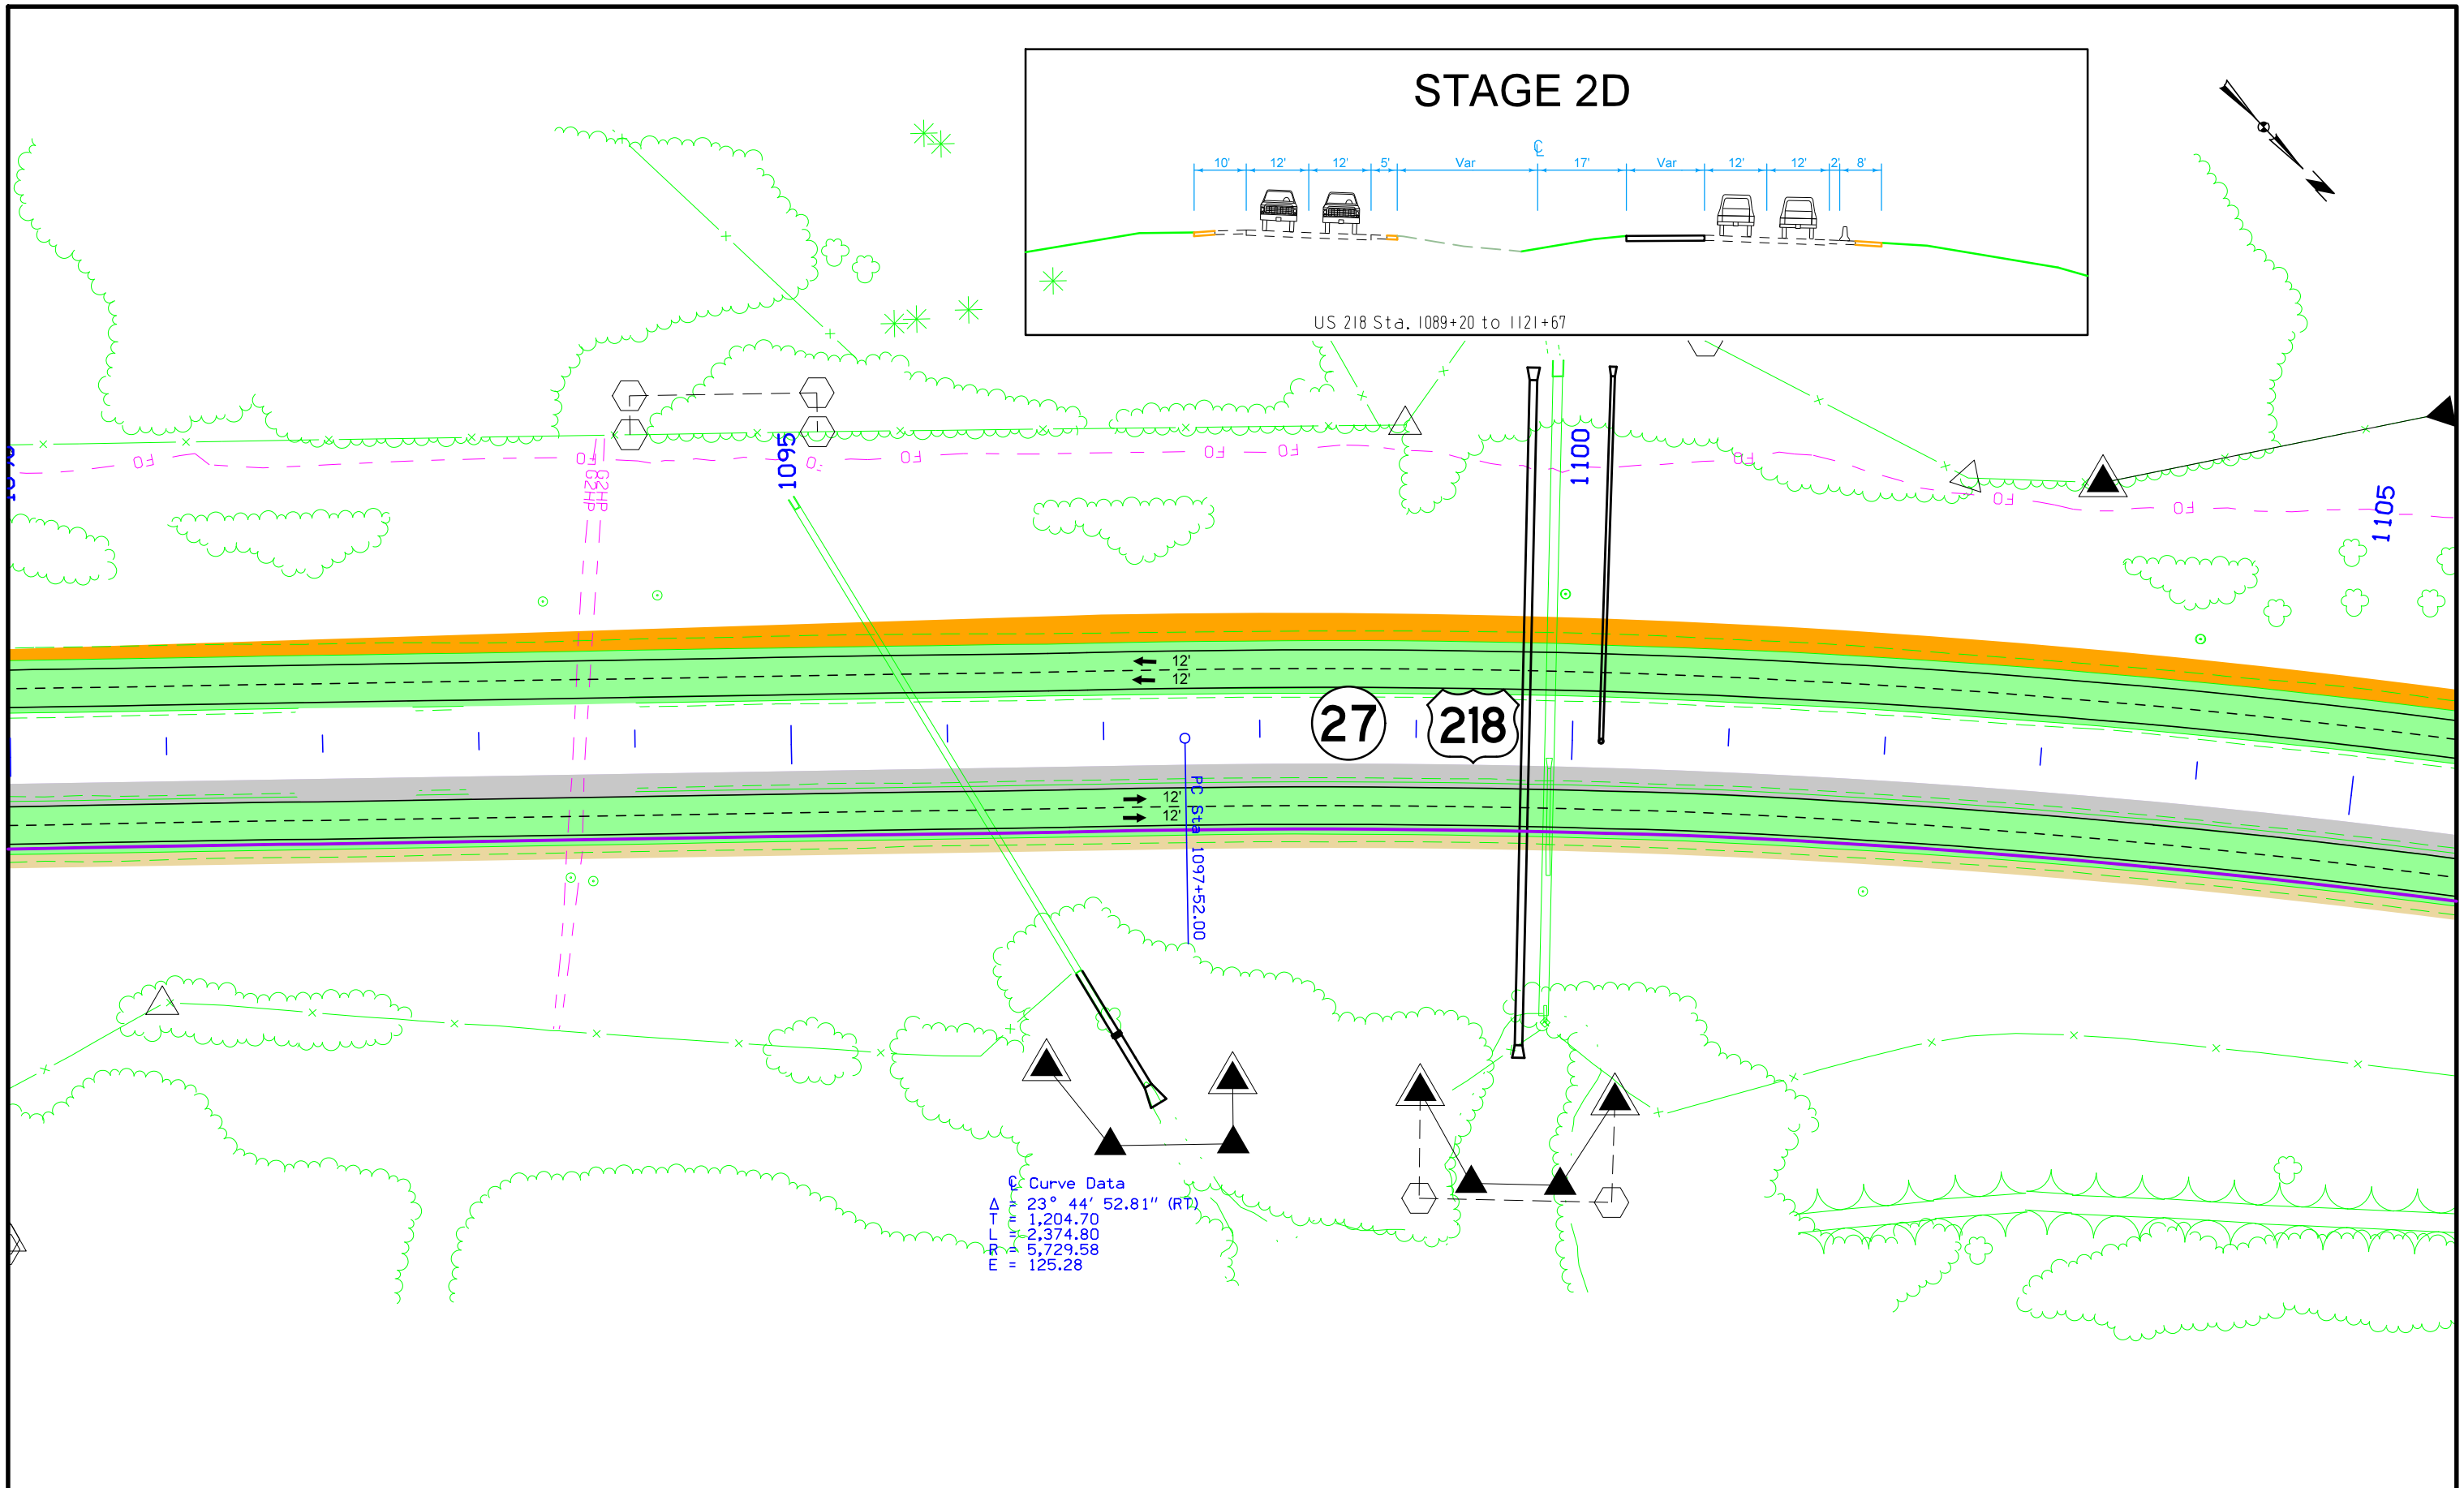 STAGE 2D
℄
10' 12' 12' 5' Var 17' Var 12' 12' 2' 8'
US 218 Sta. 1089+20 to 1121+67
1095
1100
1105
FO
FO
FO
FO
FO
FO
FO
FO
G2HP
G2HP
12'
12'
27
218
12'
12'
PC Sta 1097+52.00
℄ Curve Data
Δ = 23° 44' 52.81" (RT)
T = 1,204.70
L = 2,374.80
R = 5,729.58
E = 125.28
N